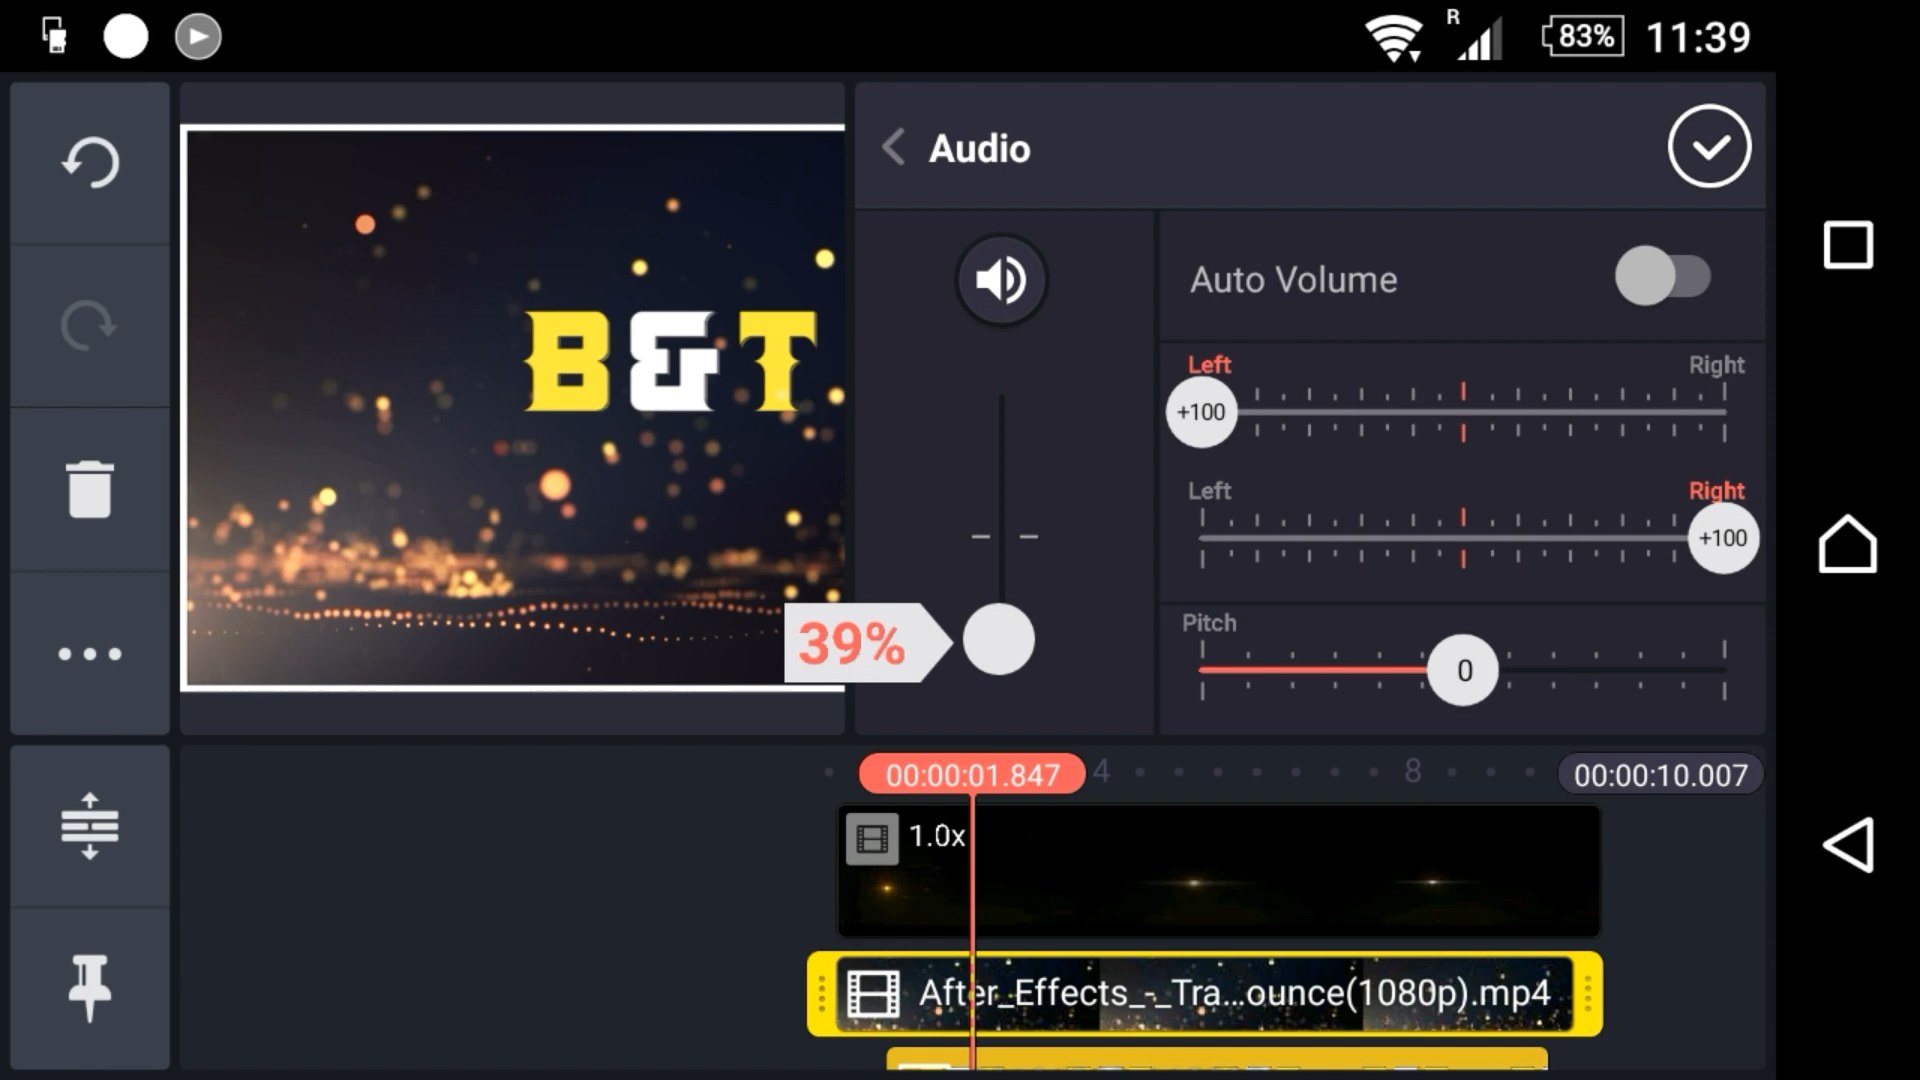 R
83%
11:39
Audio
B&T
Auto Volume
Left
Right
+100
Left
Right
+100
39%
Pitch
0
00:00:01.847
4
8
00:00:10.007
1.0x
After_Effects_-_Tra...ounce(1080p).mp4